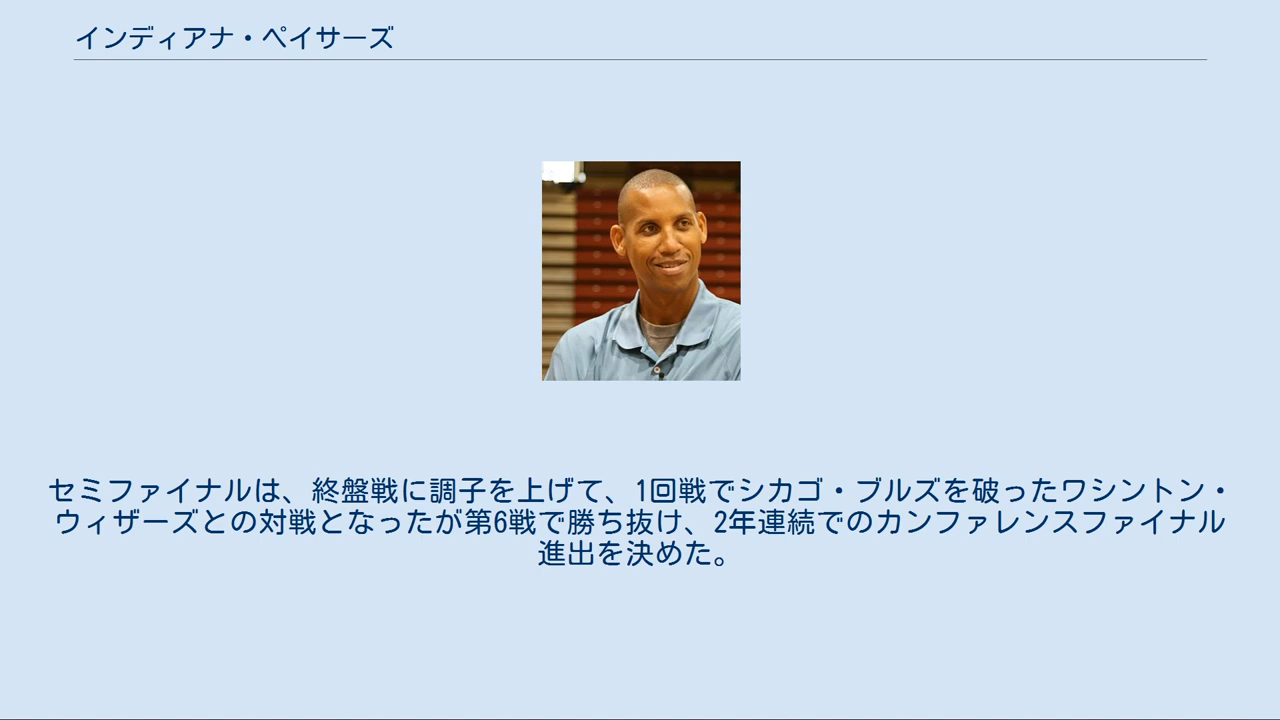 インディアナ・ペイサーズ
セミファイナルは、終盤戦に調子を上げて、1回戦でシカゴ・ブルズを破ったワシントン・
ウィザーズとの対戦となったが第6戦で勝ち抜け、2年連続でのカンファレンスファイナル
進出を決めた。